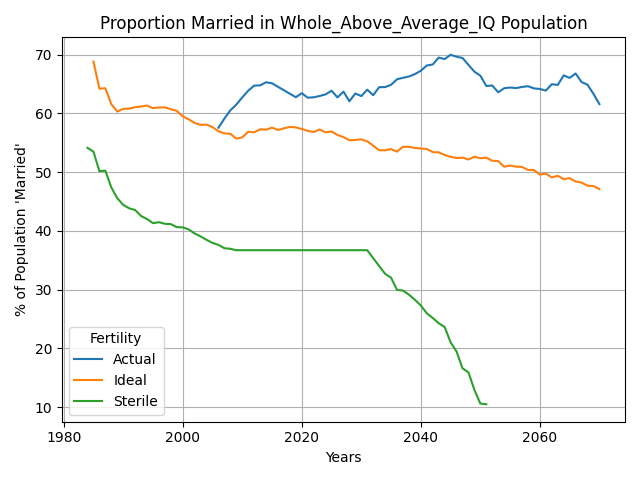 Proportion Married in Whole_Above_Average_IQ Population
% of Population 'Married'
70
60
50
40
30
20
10
Fertility
Actual
Ideal
Sterile
1980
2000
2020
2040
2060
Years